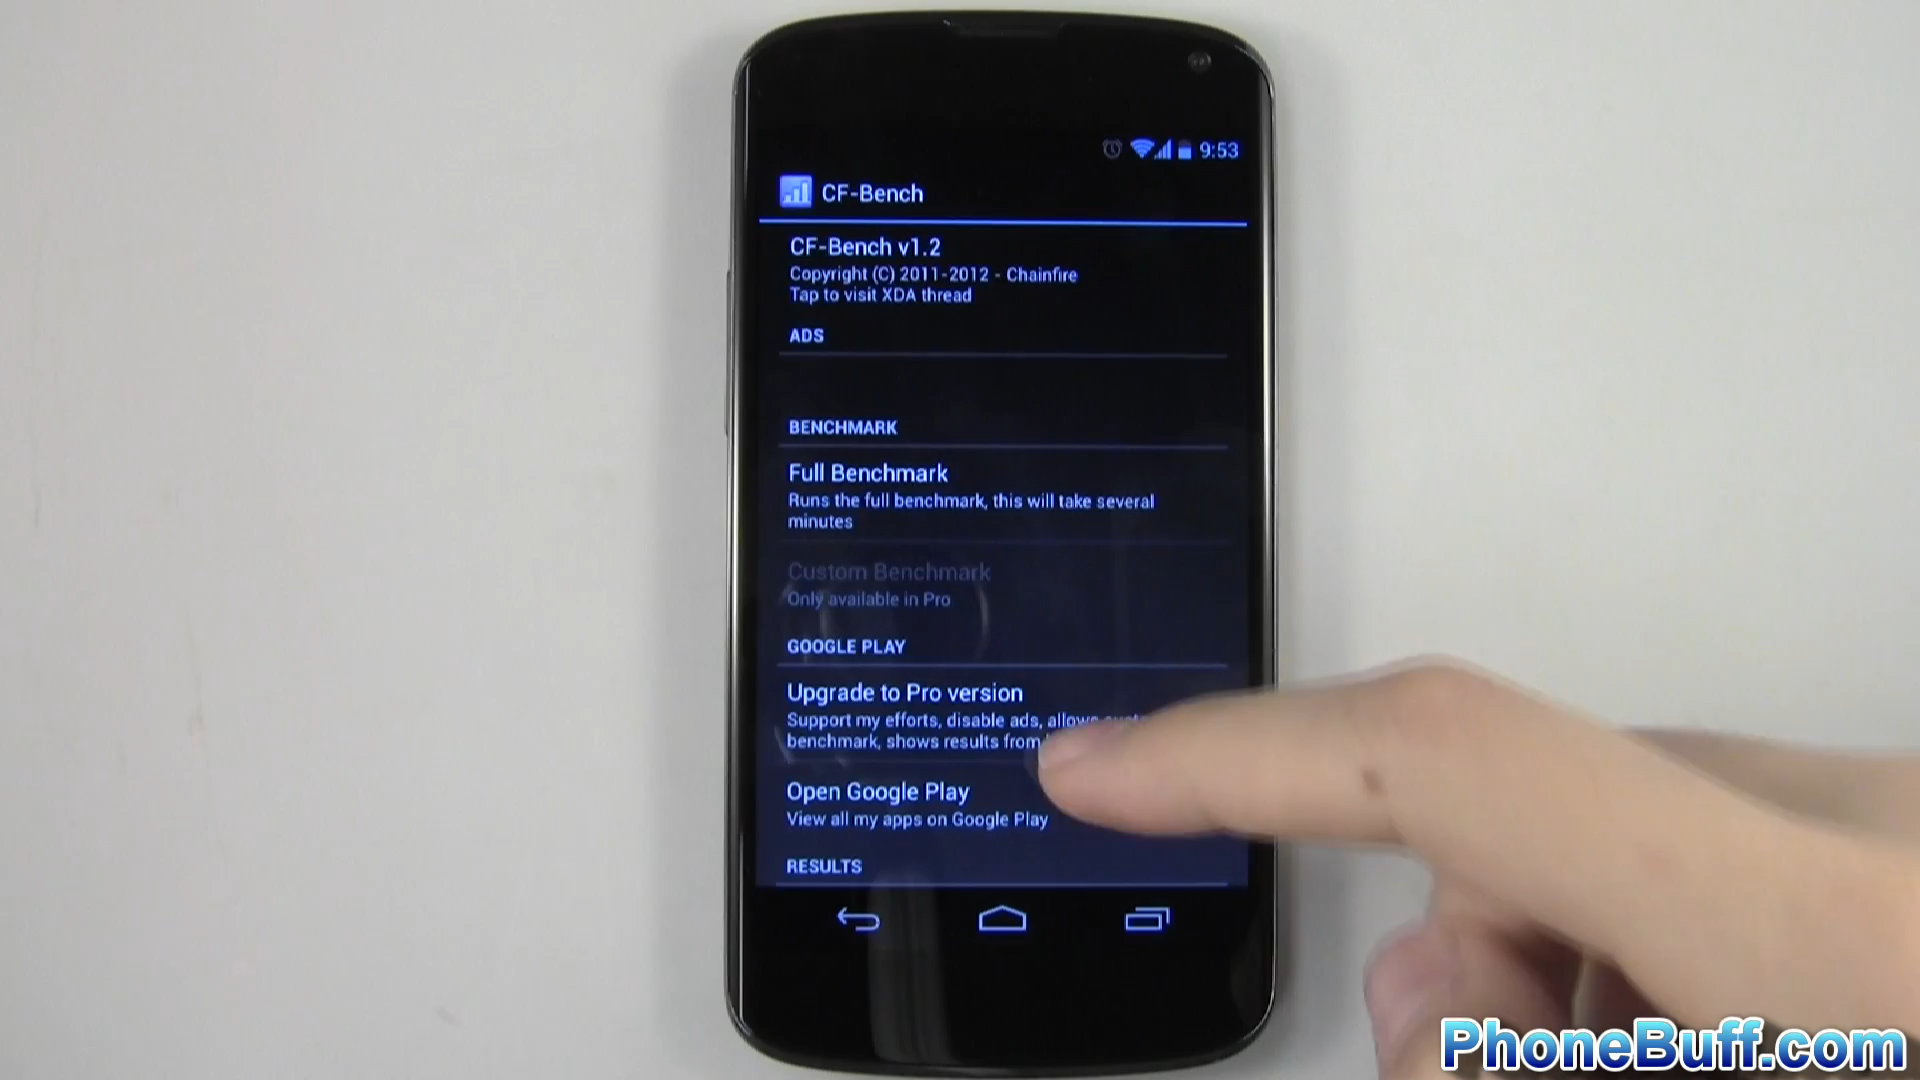 9:53
CF-Bench
CF-Bench v1.2
Copyright (C) 2011-2012 - Chainfire
Tap to visit XDA thread
ADS
BENCHMARK
Full Benchmark
Runs the full benchmark, this will take several
minutes
Custom Benchmark
Only available in Pro
GOOGLE PLAY
Upgrade to Pro version
Support my efforts, disable ads, allows
benchmark, shows results from
Open Google Play
View all my apps on Google Play
RESULTS
PhoneBuff.com